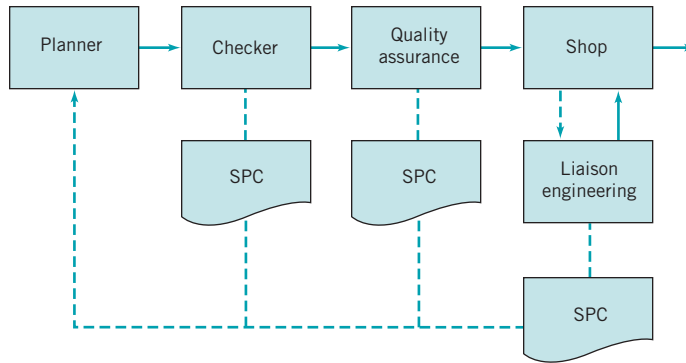 Planner
Checker
Quality
assurance
Shop
SPC
SPC
Liaison
engineering
SPC